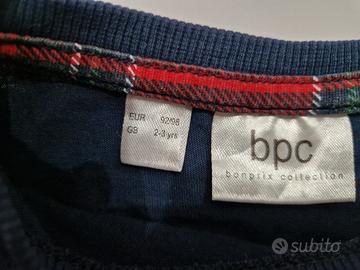 EUR 92/98
GB 2-3 yrs
bpc
bonprix collection
subito